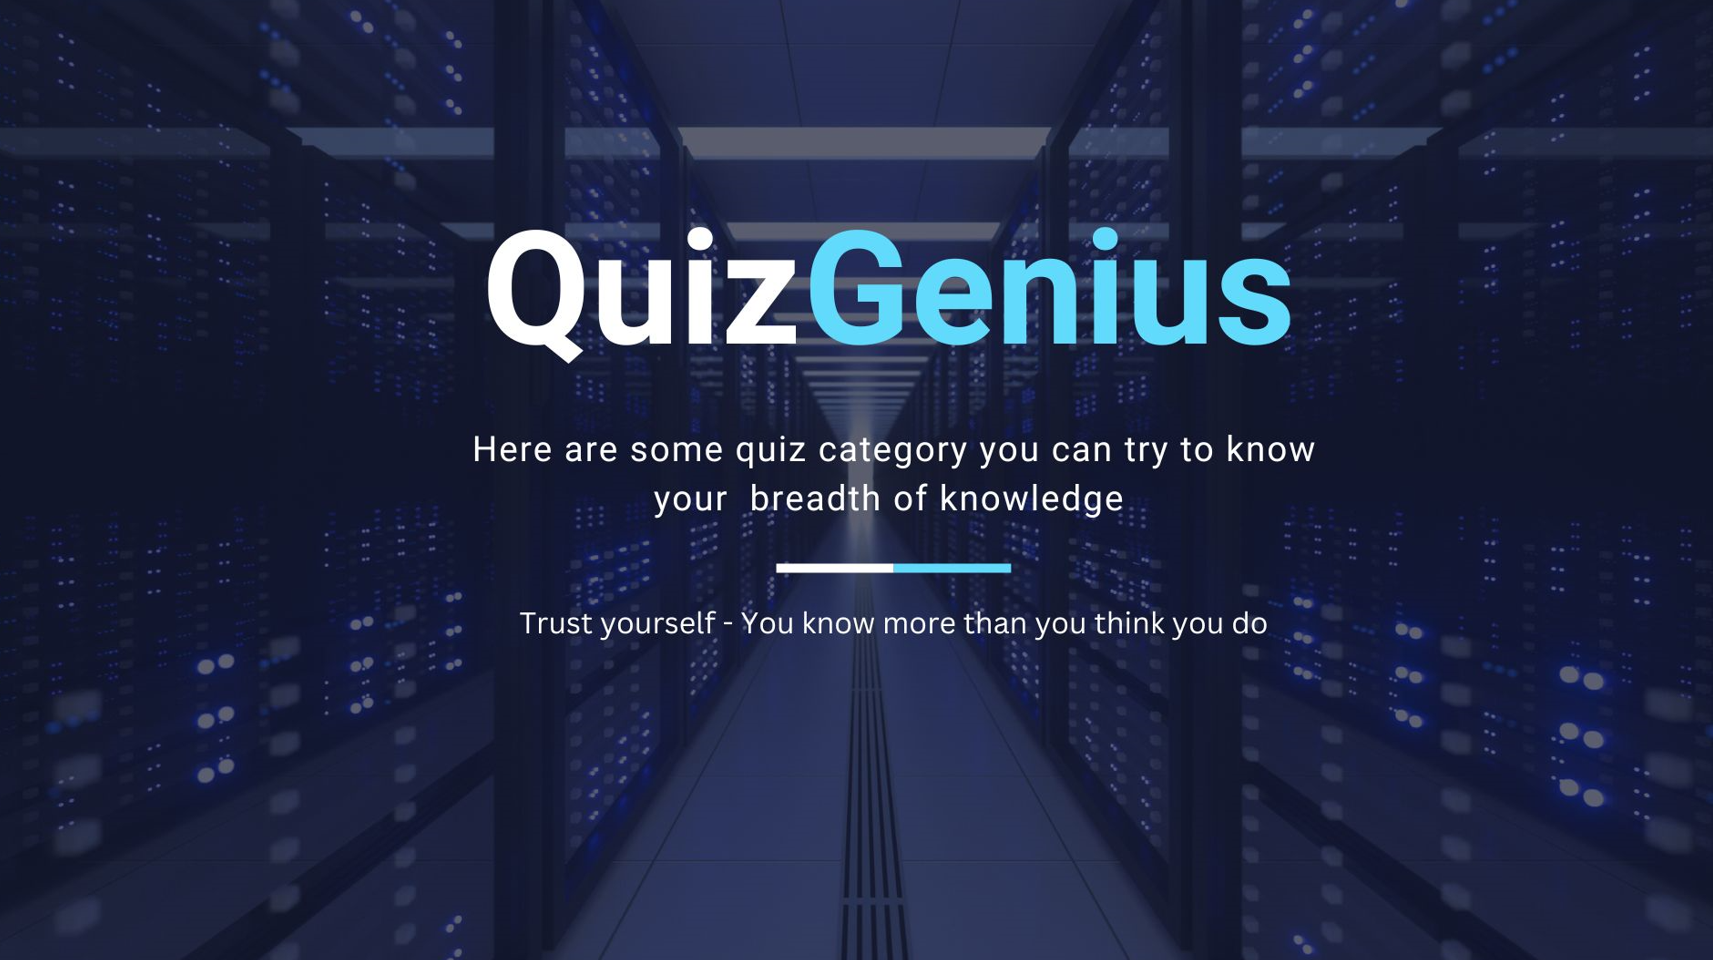 QuizGenius
Here are some quiz category you can try to know
your  breadth of knowledge
Trust yourself - You know more than you think you do